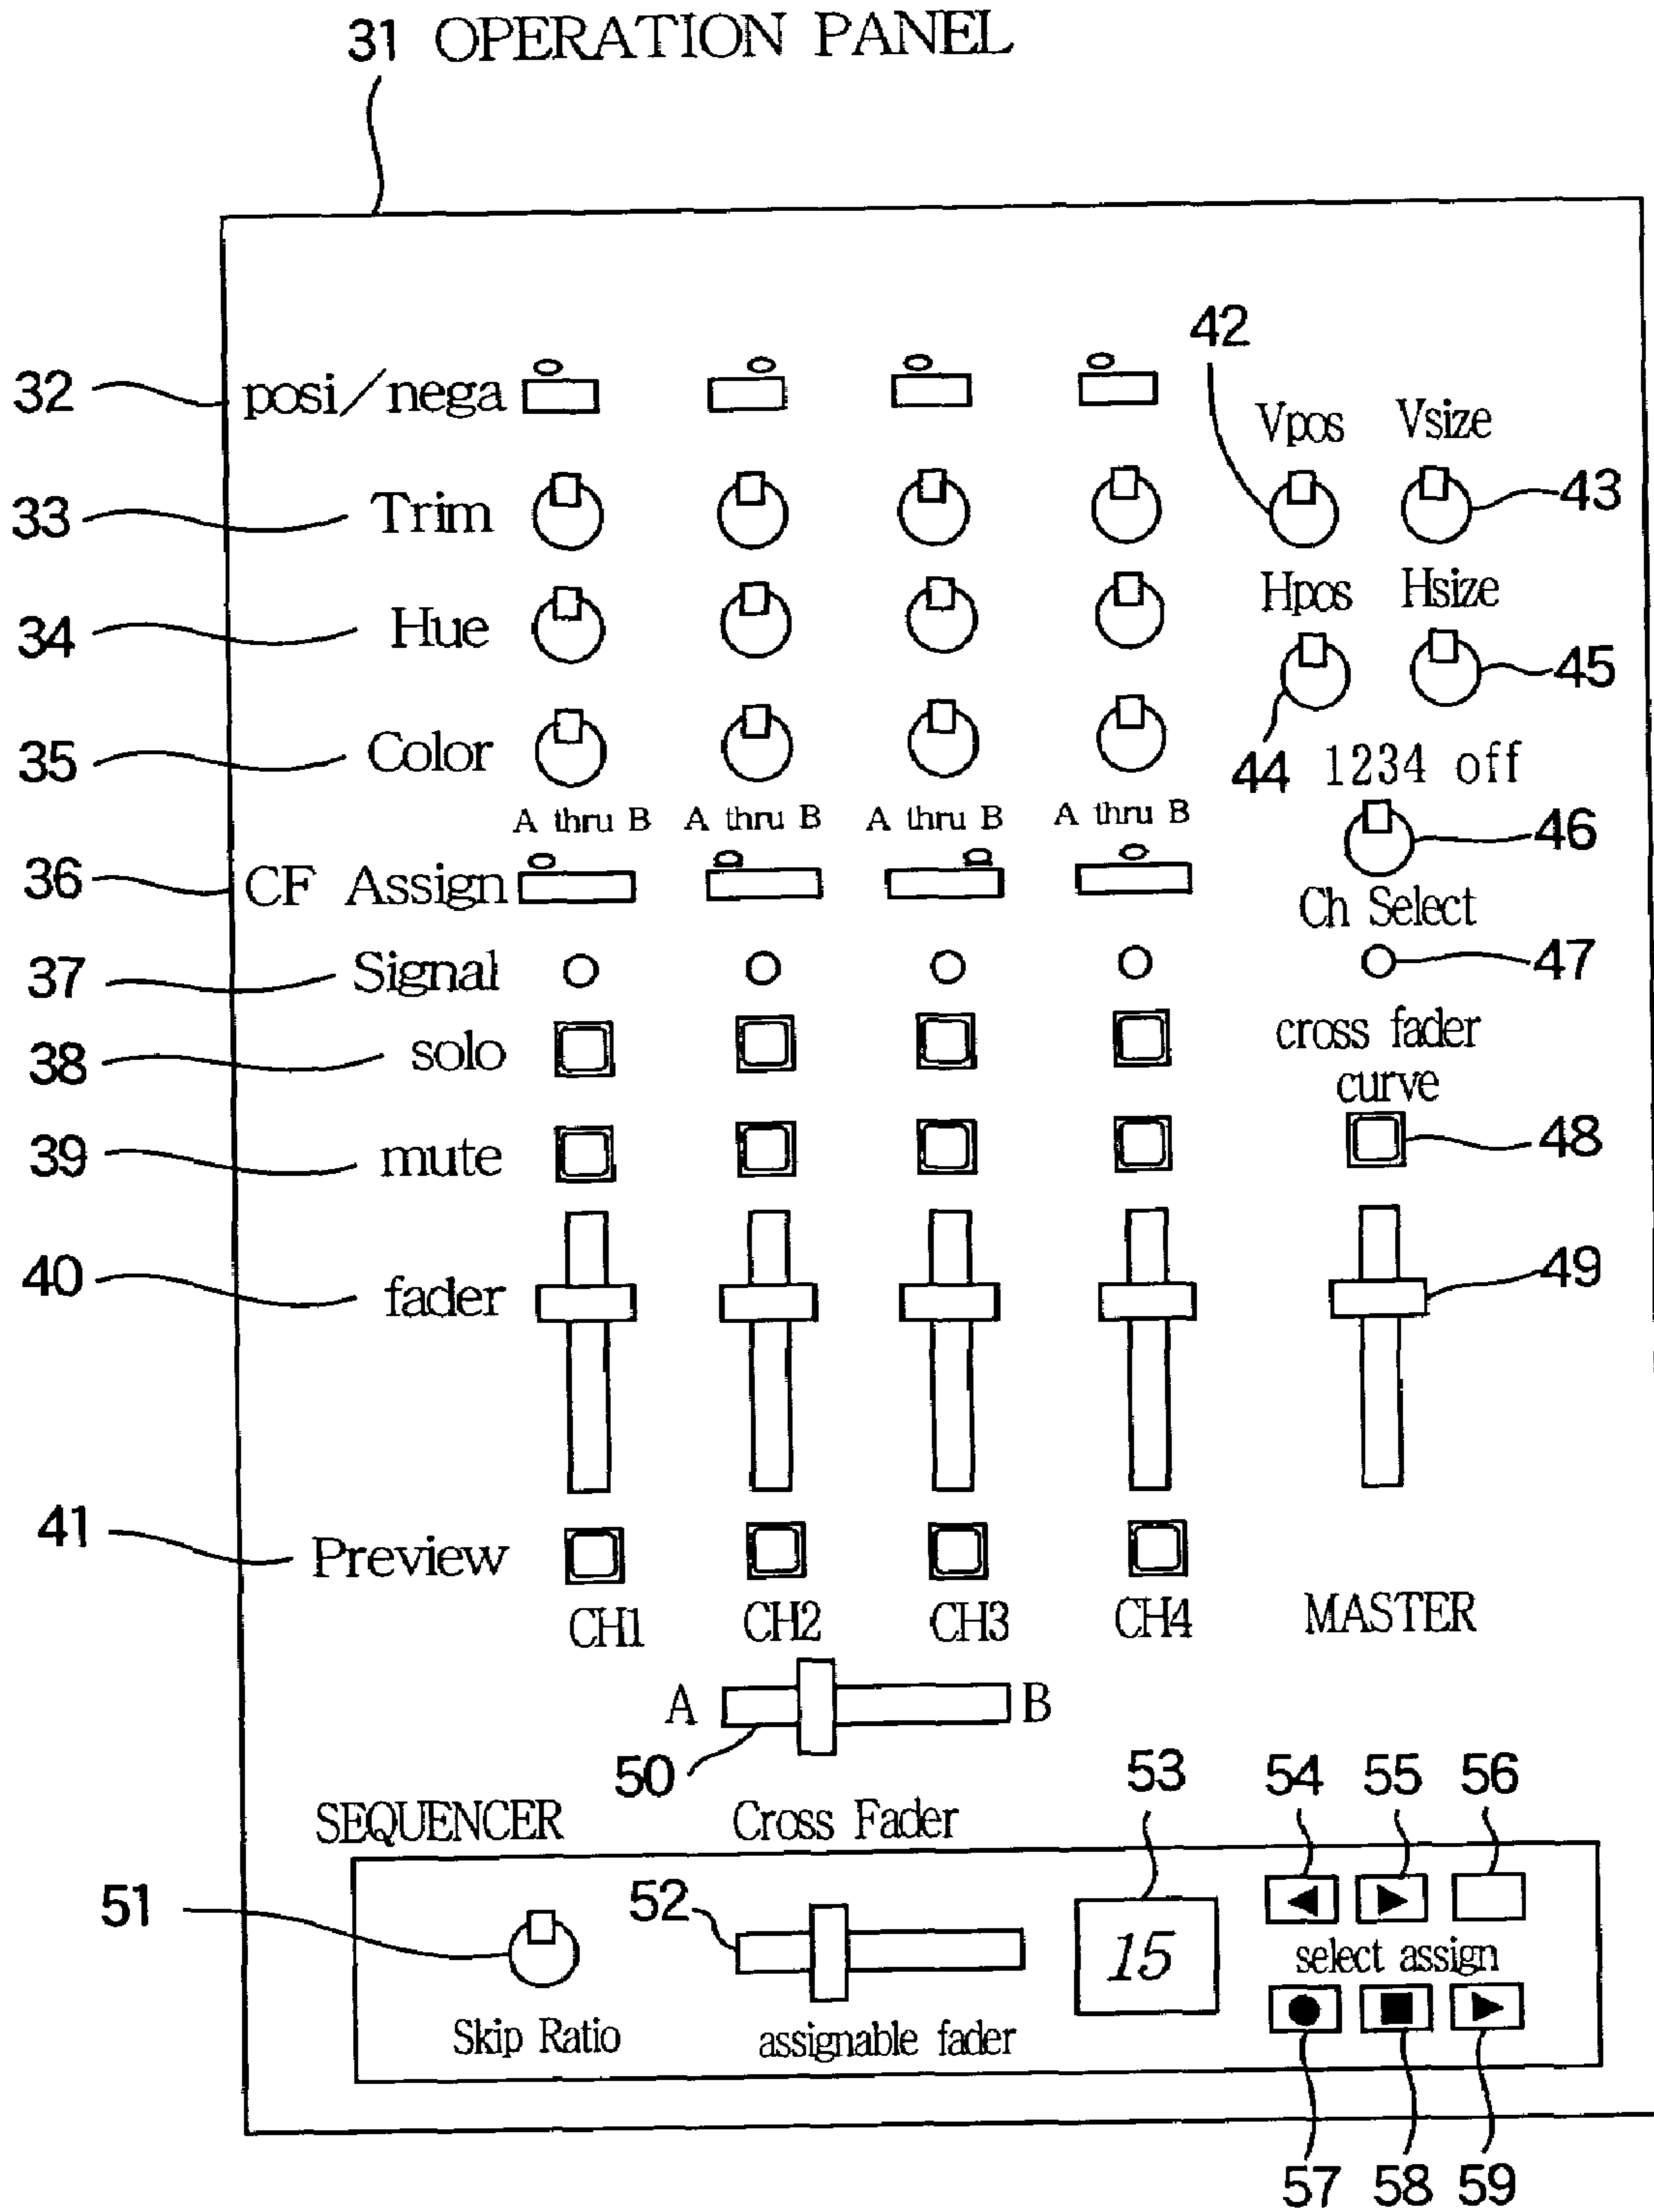 31 OPERATION PANEL
42
32 posi/nega
Vpos Vsize
33 Trim
43
34 Hue
Hpos Hsize
45
35 Color
44 1234 off
A thru B A thru B A thru B A thru B
46
36 CF Assign
Ch Select
37 Signal
47
38 solo
cross fader
curve
39 mute
48
40 fader
49
41 Preview
CH1 CH2 CH3 CH4 MASTER
A B
50
53 54 55 56
SEQUENCER Cross Fader
51 52
15
select assign
Skip Ratio assignable fader
57 58 59